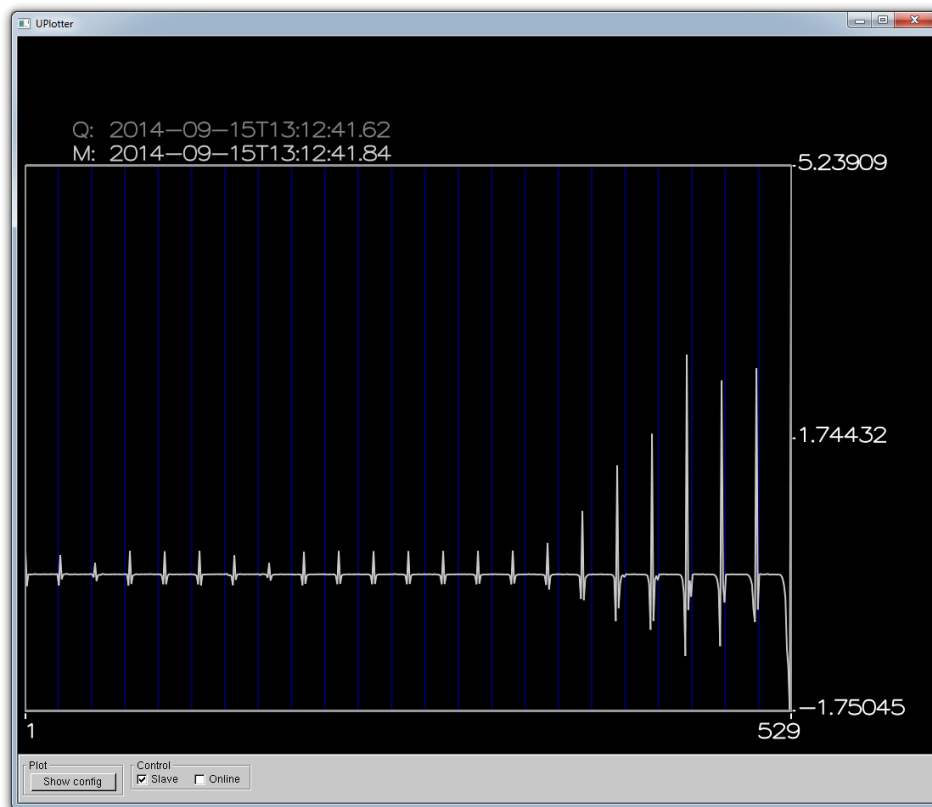 UPlotter
Q: 2014-09-15T13:12:41.62
M: 2014-09-15T13:12:41.84
5.23909
1.74432
-1.75045
1
529
Plot
Show config
Control
Slave
Online